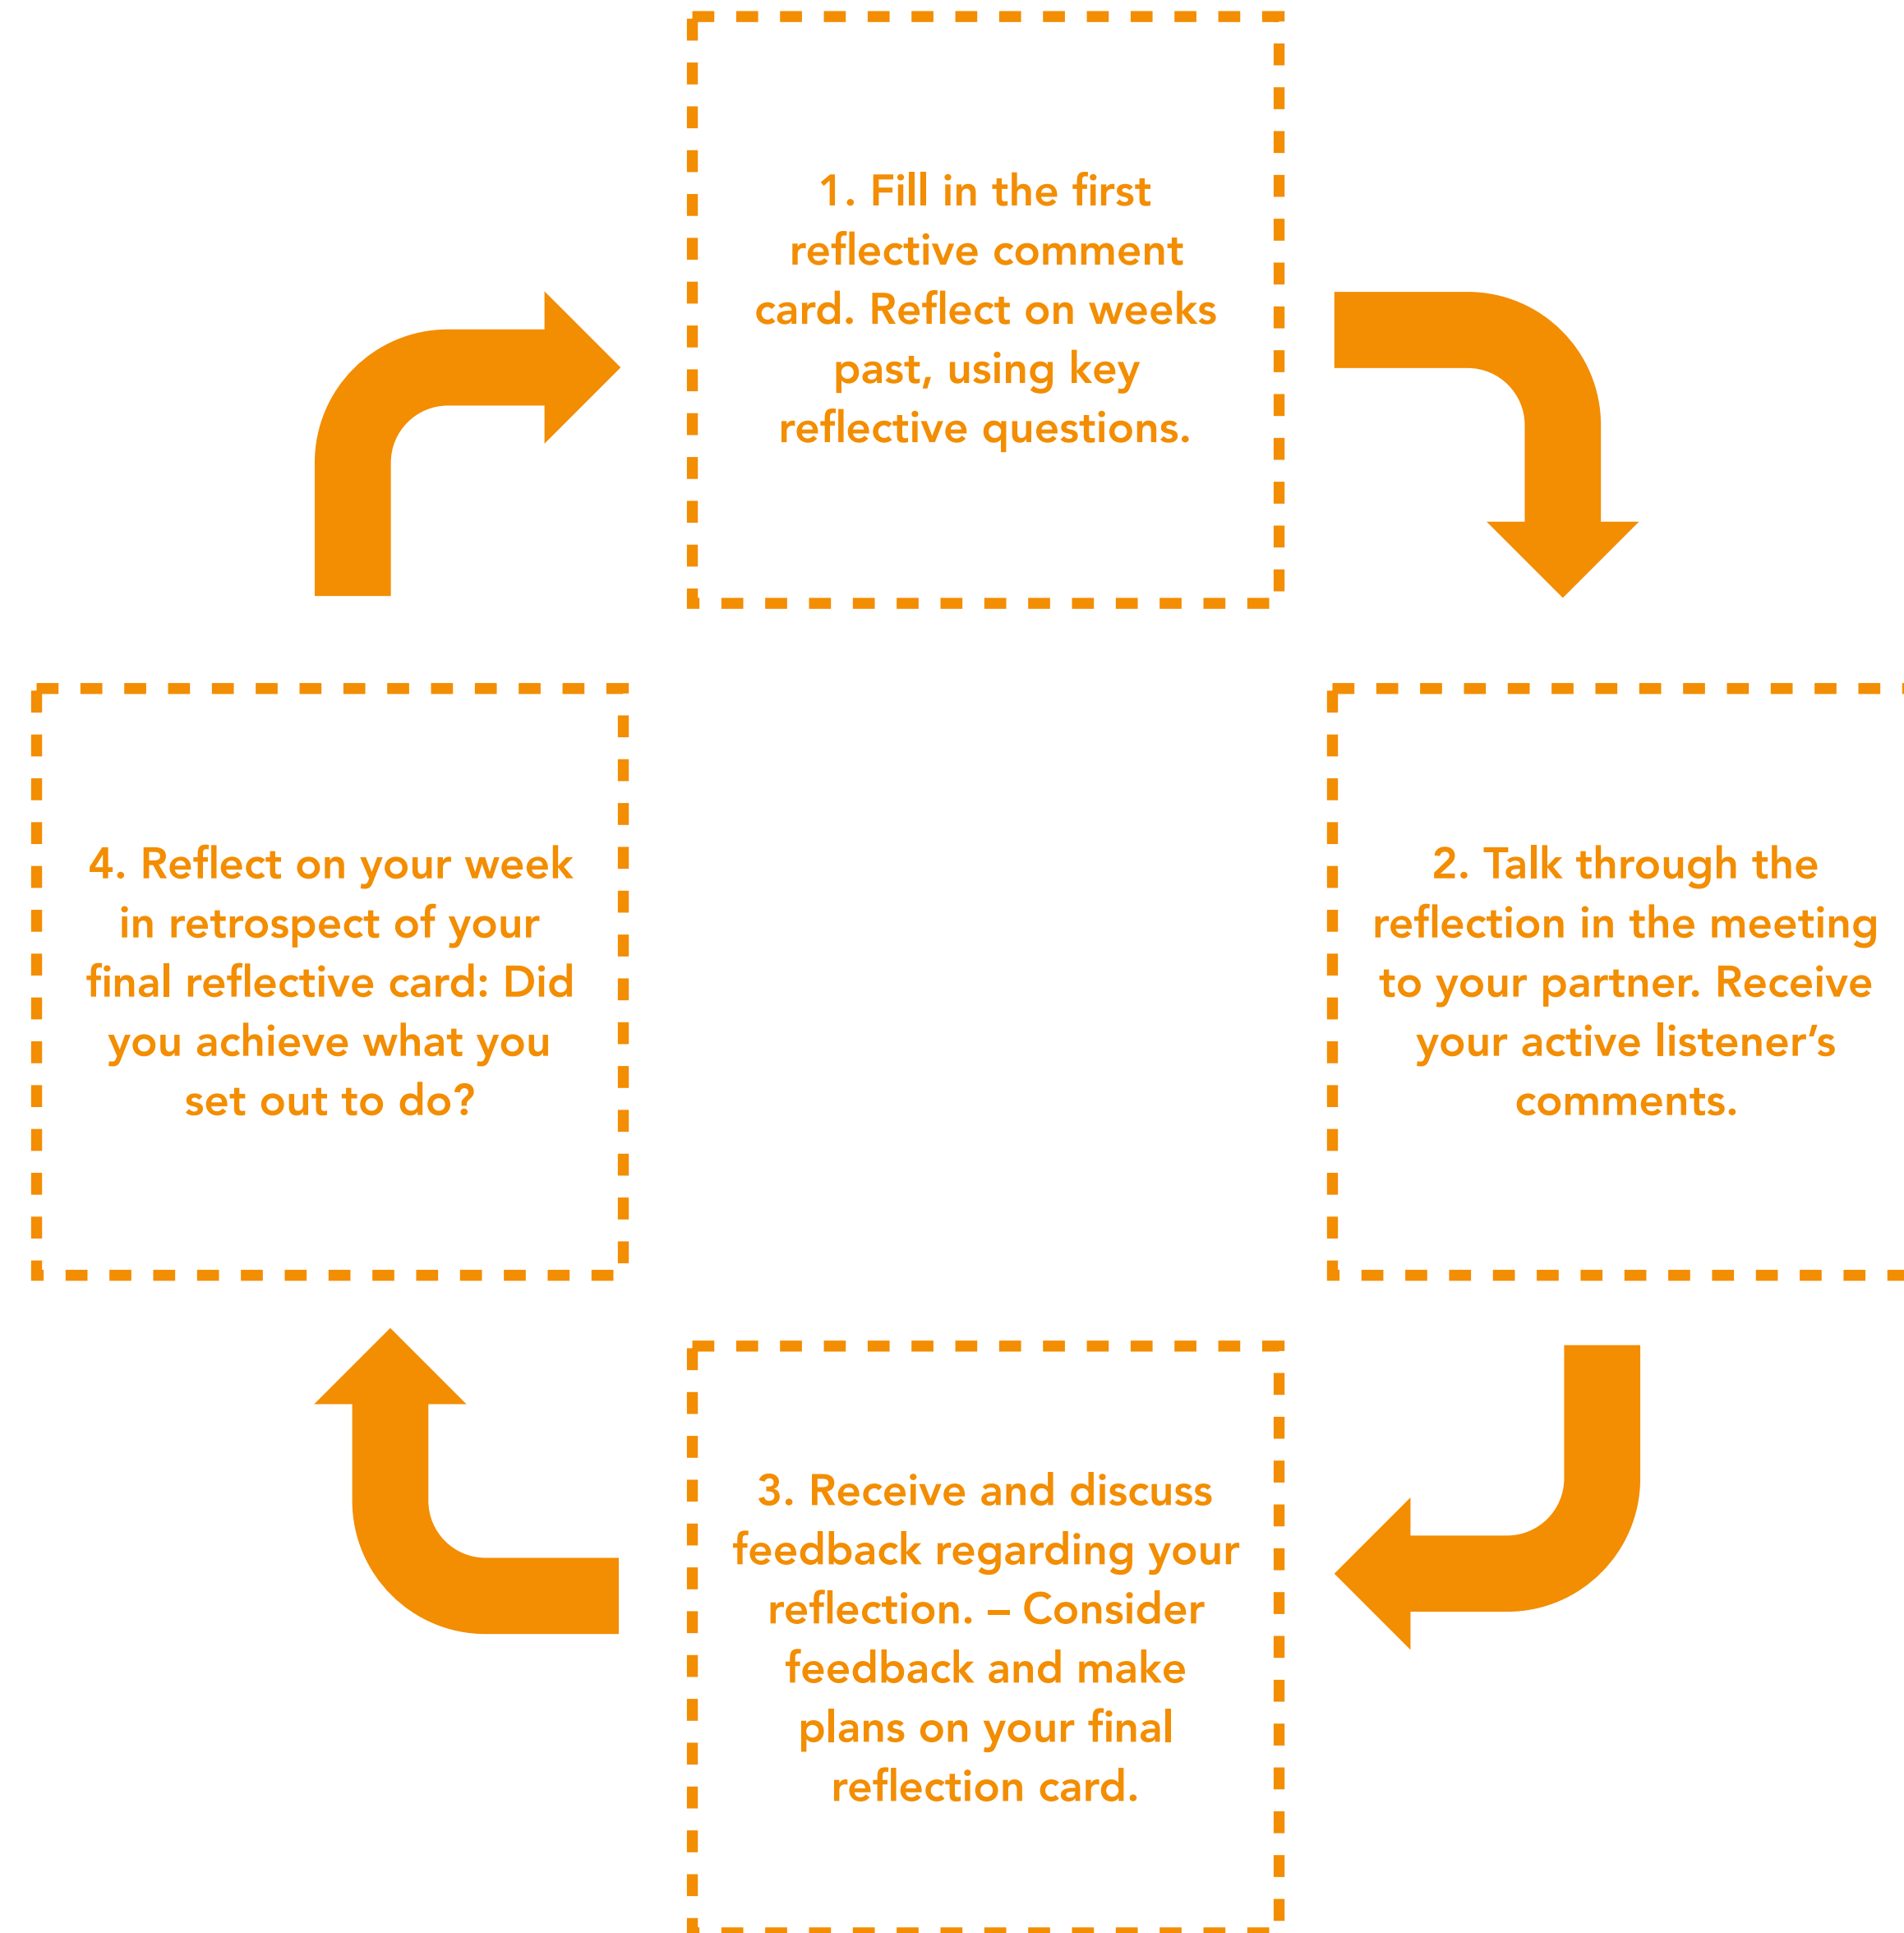 1. Fill in the first
reflective comment
card. Reflect on weeks
past, using key
reflective questions.
2. Talk through the
reflection in the meeting
to your partner. Receive
your active listener’s
comments.
3. Receive and discuss
feedback regarding your
reflection. – Consider
feedback and make
plans on your final
reflection card.
4. Reflect on your week
in retrospect of your
final reflective card: Did
you achieve what you
set out to do?